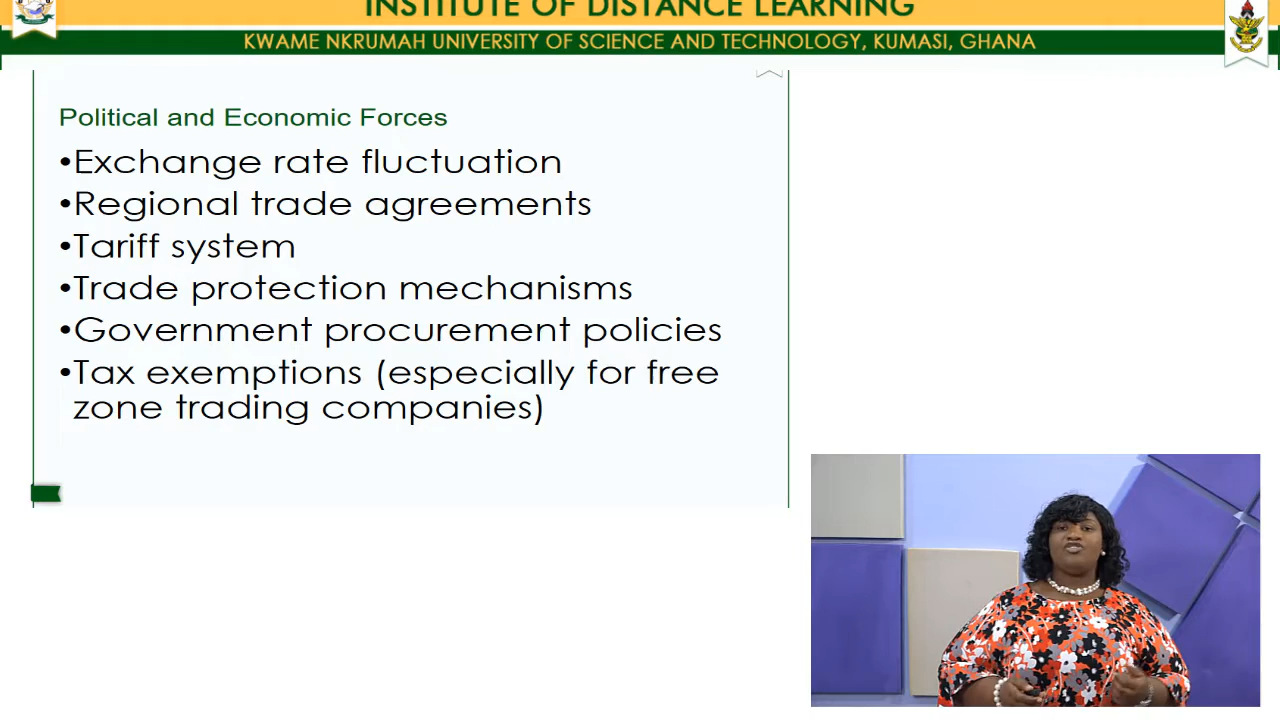 INSTITUTE OF DISTANCE LEARNING
KWAME NKRUMAH UNIVERSITY OF SCIENCE AND TECHNOLOGY, KUMASI, GHANA
Political and Economic Forces
•Exchange rate fluctuation
•Regional trade agreements
•Tariff system
•Trade protection mechanisms
•Government procurement policies
•Tax exemptions (especially for free
zone trading companies)